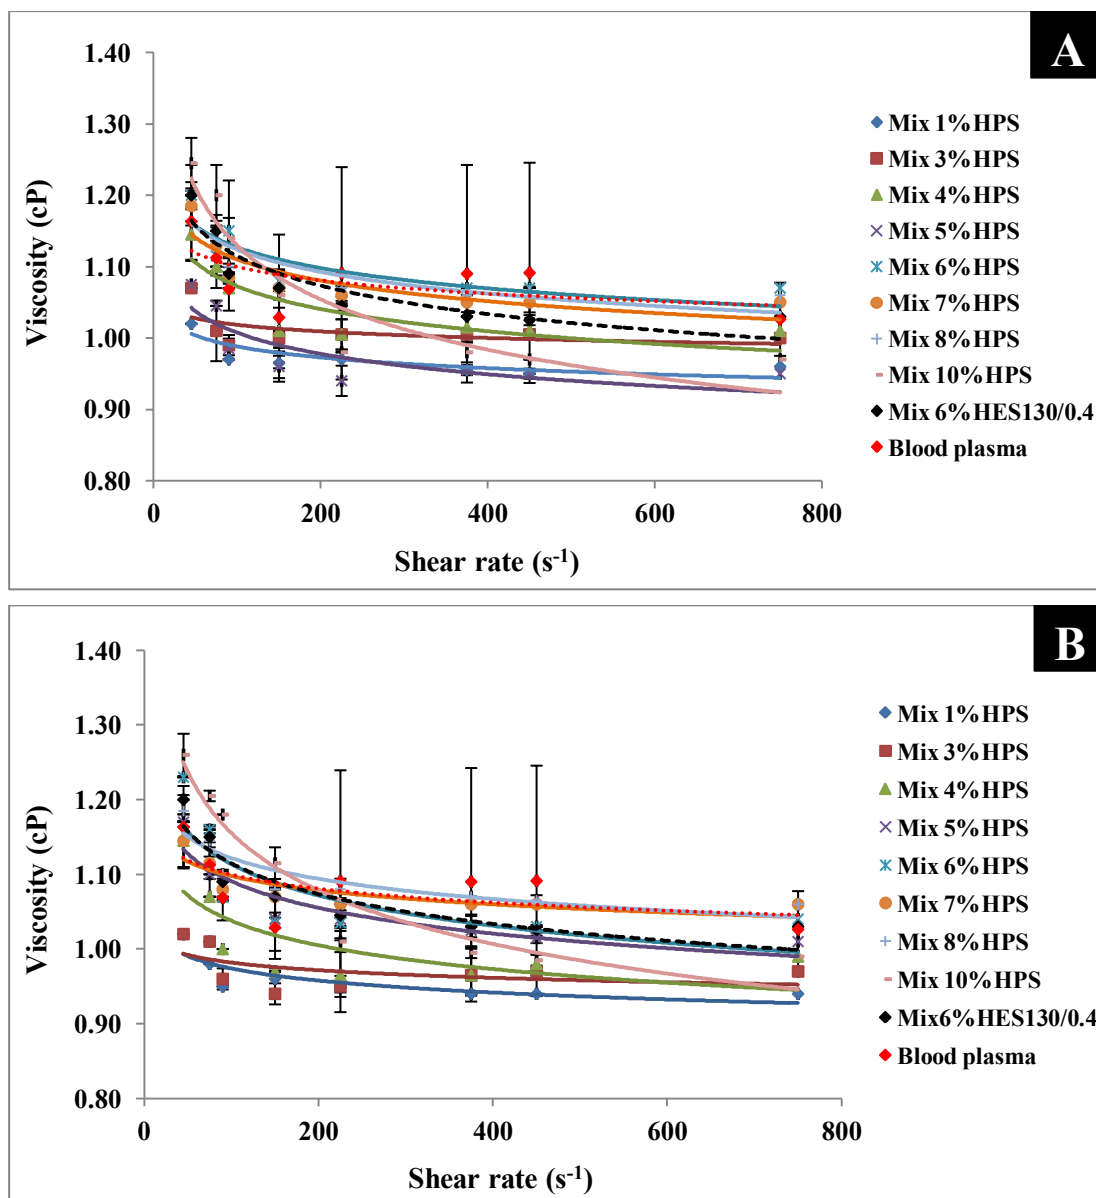 A
1.40
1.30
1.20
1.10
1.00
0.90
0.80
Viscosity (cP)
0
200
400
600
800
Shear rate (s⁻¹)
Mix 1%HPS
Mix 3%HPS
Mix 4%HPS
Mix 5%HPS
Mix 6%HPS
Mix 7%HPS
Mix 8%HPS
Mix 10%HPS
Mix 6%HES130/0.4
Blood plasma
B
1.40
1.30
1.20
1.10
1.00
0.90
0.80
Viscosity (cP)
0
200
400
600
800
Shear rate (s⁻¹)
Mix 1%HPS
Mix 3%HPS
Mix 4%HPS
Mix 5%HPS
Mix 6%HPS
Mix 7%HPS
Mix 8%HPS
Mix 10%HPS
Mix6%HES130/0.4
Blood plasma